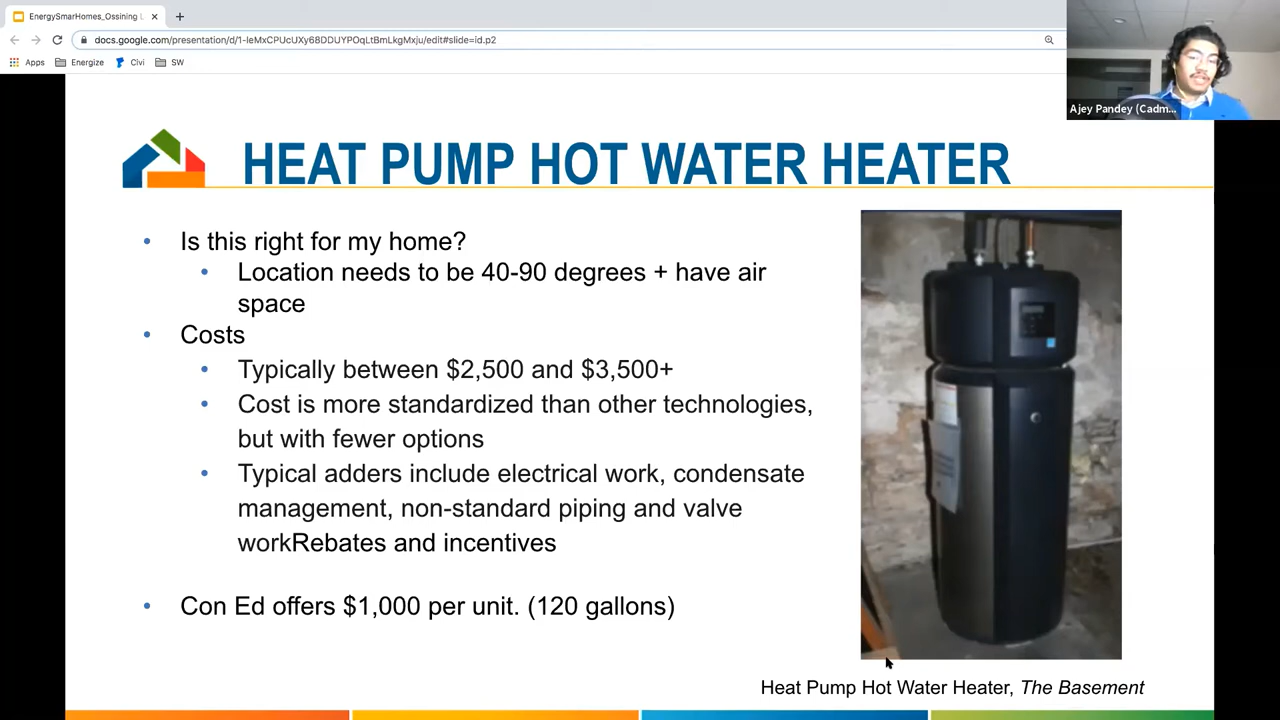 EnergySmarHomes_Ossining
docs.google.com/presentation/d/1-IeMxCPUcUXy68DDUYPOqLtBmLkgMxju/edit#slide=id.p2
Apps Energize Civi SW
Ajey Pandey (Cadm...
HEAT PUMP HOT WATER HEATER
• Is this right for my home?
• Location needs to be 40-90 degrees + have air
space
• Costs
• Typically between $2,500 and $3,500+
• Cost is more standardized than other technologies,
but with fewer options
• Typical adders include electrical work, condensate
management, non-standard piping and valve
workRebates and incentives
• Con Ed offers $1,000 per unit. (120 gallons)
Heat Pump Hot Water Heater, The Basement